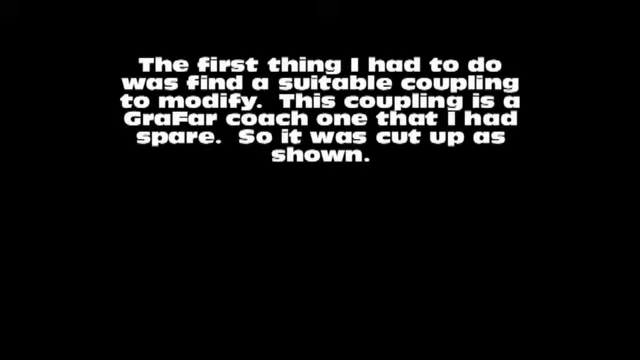 The first thing I had to do
was find a suitable coupling
to modify.  This coupling is a
GraFar coach one that I had
spare.  So it was cut up as
shown.